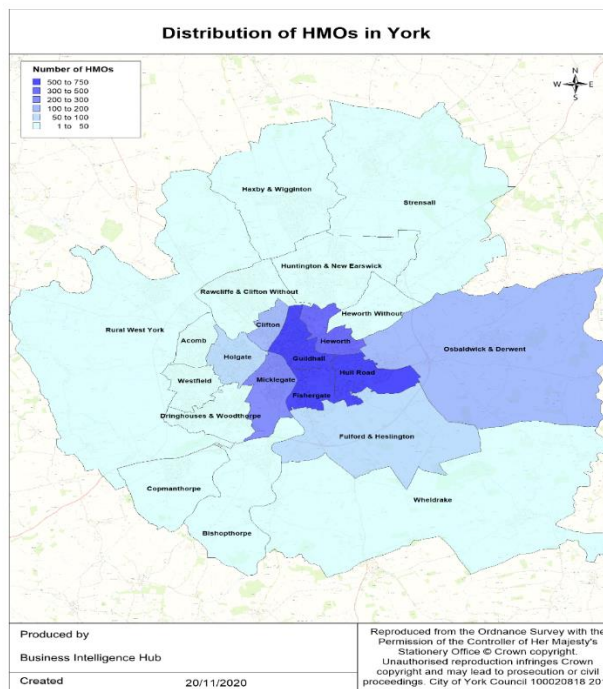 Distribution of HMOs in York
Number of HMOs
500 to 750
300 to 500
200 to 300
100 to 200
50 to 100
1 to 50
N
W E
S
Haxby & Wigginton
Strensall
Huntington & New Earswick
Rawcliffe & Clifton Without
Heworth Without
Rural West York
Clifton
Acomb
Heworth
Osbaldwick & Derwent
Holgate
Guildhall
Hull Road
Westfield
Micklegate
Fishergate
Dringhouses & Woodthorpe
Fulford & Heslington
Copmanthorpe
Wheldrake
Bishopthorpe
Produced by
Business Intelligence Hub
Created 20/11/2020
Reproduced from the Ordnance Survey with the
Permission of the Controller of Her Majesty's
Stationery Office © Crown copyright.
Unauthorised reproduction infringes Crown
copyright and may lead to prosecution or civil
proceedings. City of York Council 100020818 201